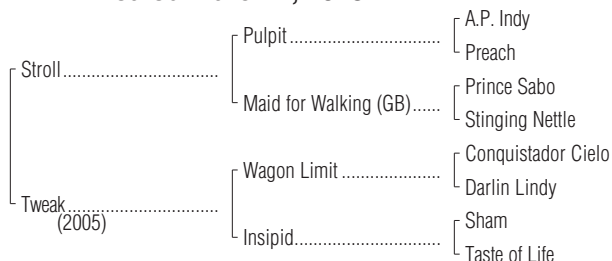 A.P. Indy
Pulpit
Preach
Stroll
Prince Sabo
Maid for Walking (GB)
Stinging Nettle
Conquistador Cielo
Wagon Limit
Darlin Lindy
Tweak
(2005)
Sham
Insipid
Taste of Life